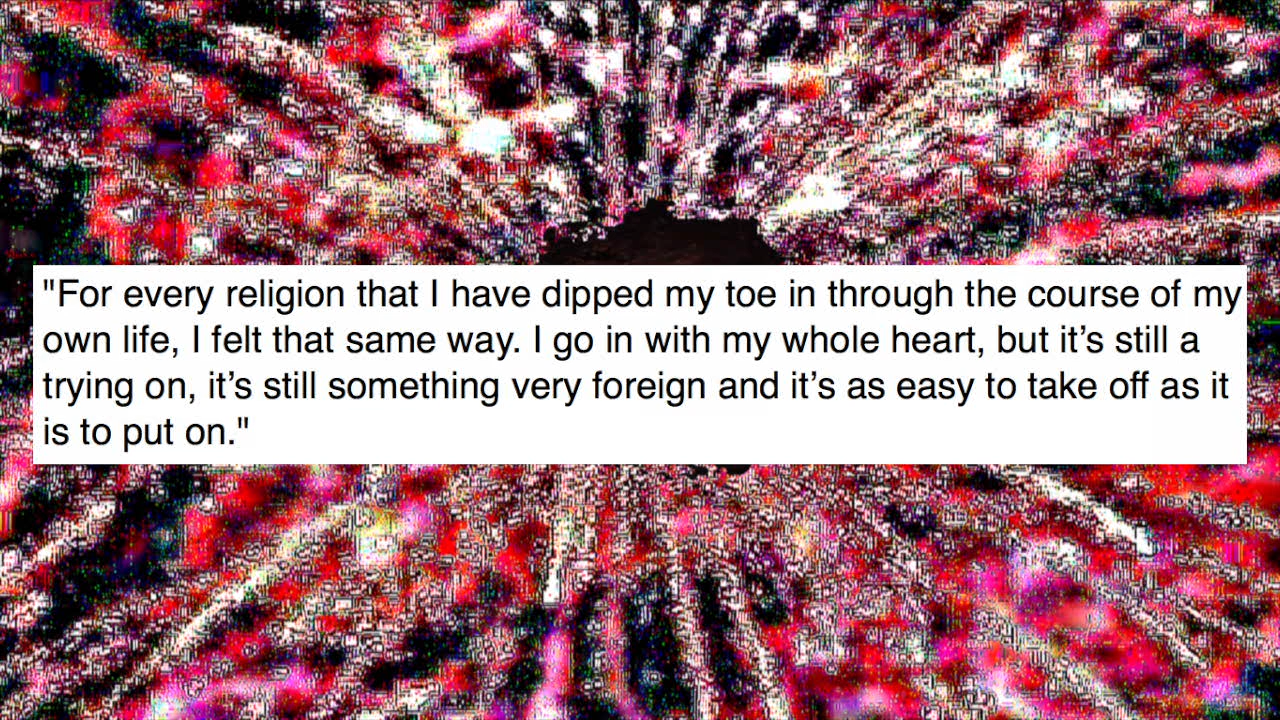 "For every religion that I have dipped my toe in through the course of my
own life, I felt that same way. I go in with my whole heart, but it’s still a
trying on, it’s still something very foreign and it’s as easy to take off as it
is to put on."